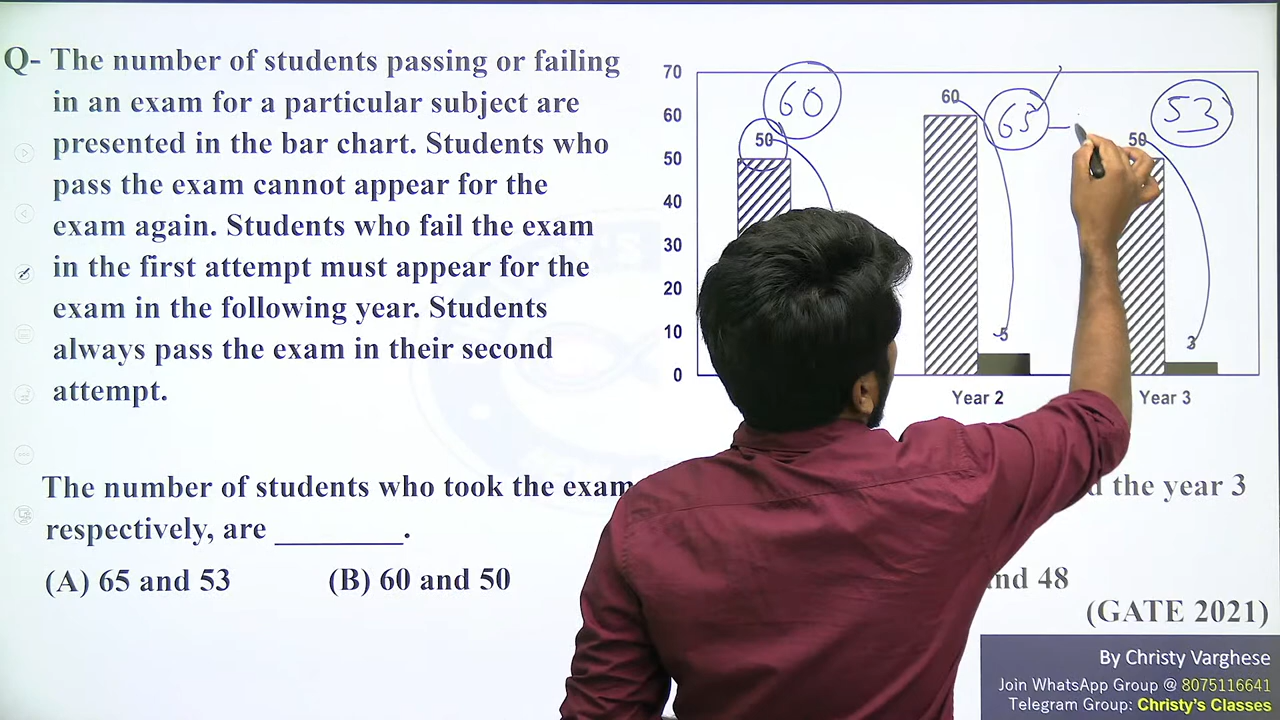 Q- The number of students passing or failing
in an exam for a particular subject are
presented in the bar chart. Students who
pass the exam cannot appear for the
exam again. Students who fail the exam
in the first attempt must appear for the
exam in the following year. Students
always pass the exam in their second
attempt.
The number of students who took the exam
d the year 3
respectively, are ________.
(A) 65 and 53
(B) 60 and 50
and 48
(GATE 2021)
70
60
50
40
30
20
10
0
50
60
60
65
5
50
53
3
Year 2
Year 3
By Christy Varghese
Join WhatsApp Group @ 8075116641
Telegram Group: Christy's Classes